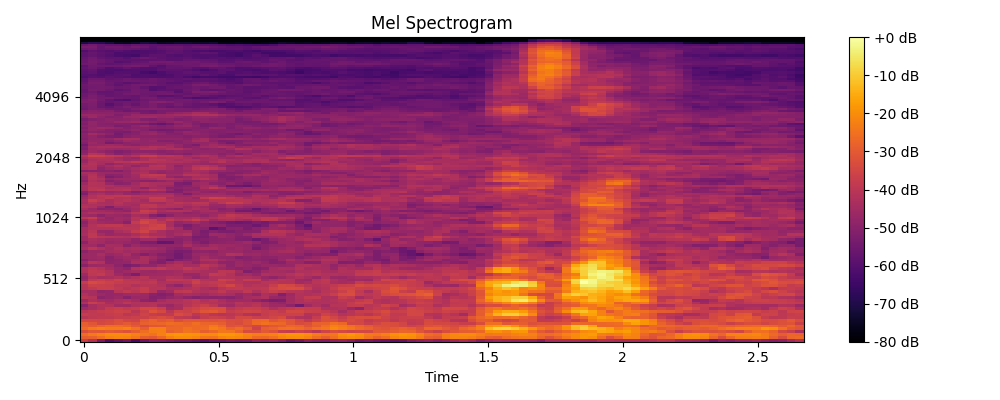 Mel Spectrogram
+0 dB
-10 dB
-20 dB
-30 dB
-40 dB
-50 dB
-60 dB
-70 dB
-80 dB
Hz
4096
2048
1024
512
0
0
0.5
1
1.5
2
2.5
Time